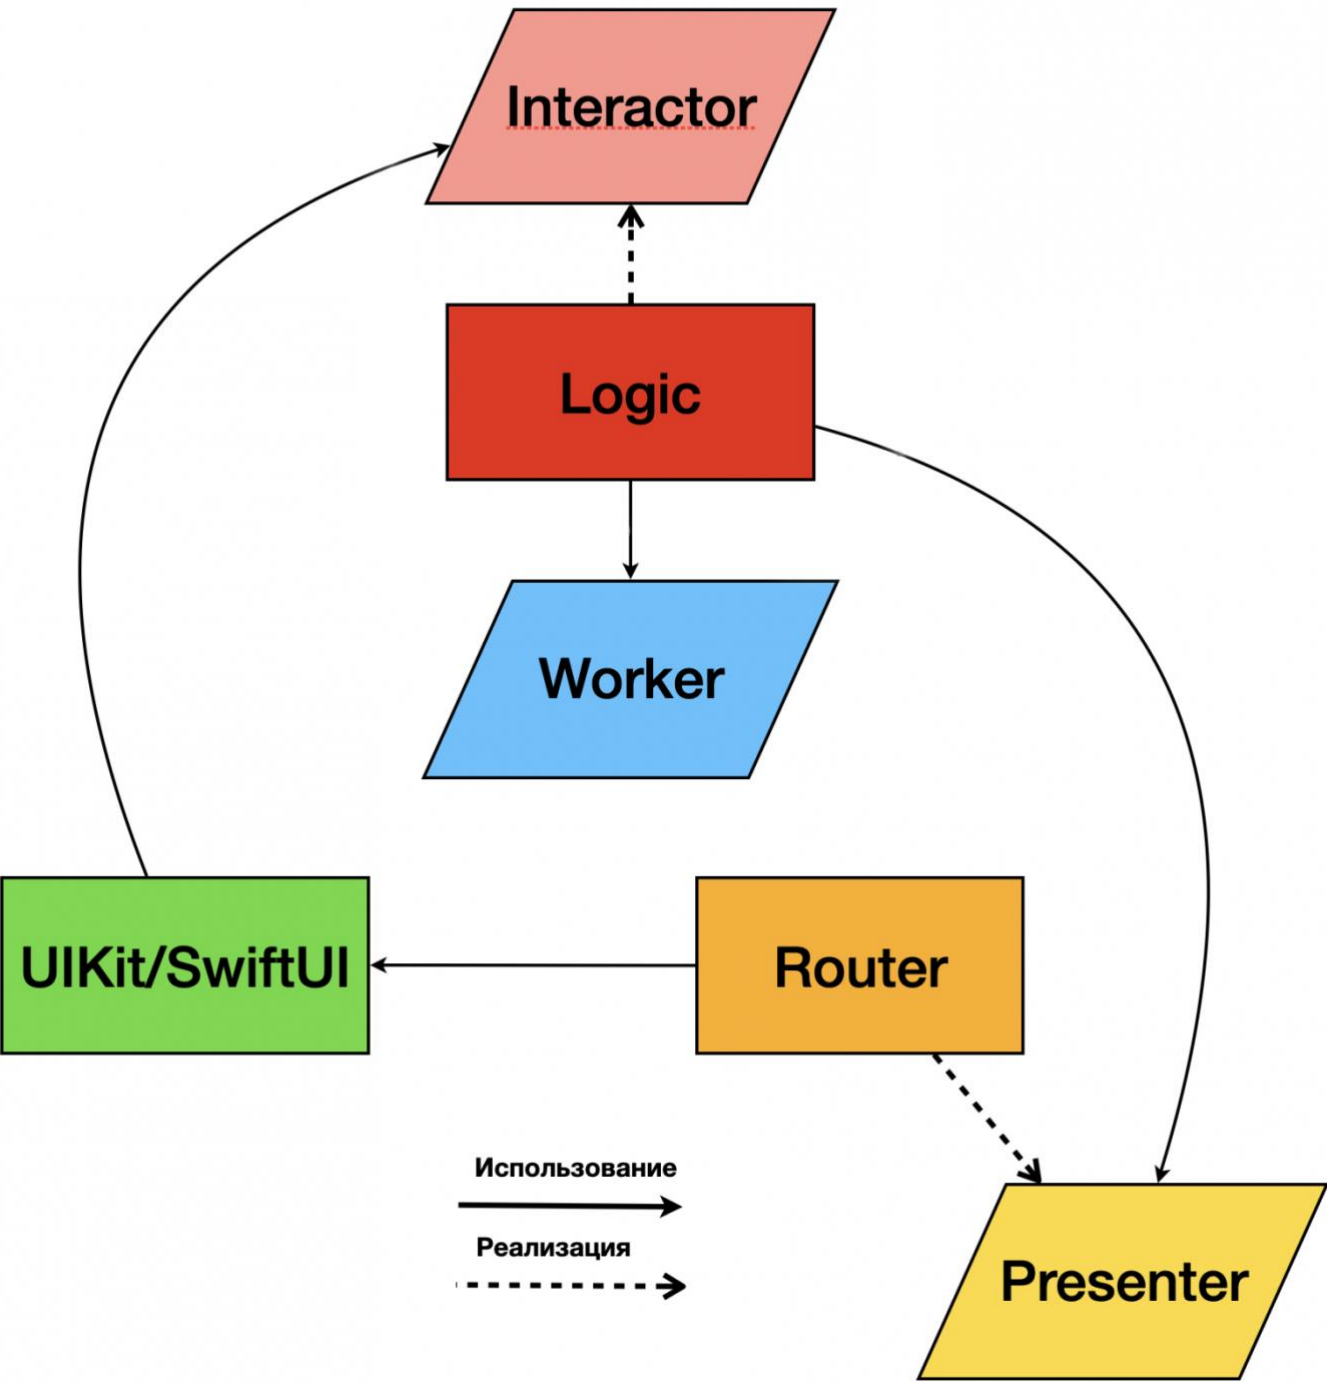 Interactor
Logic
Worker
UIKit/SwiftUI
Router
Использование
Реализация
Presenter